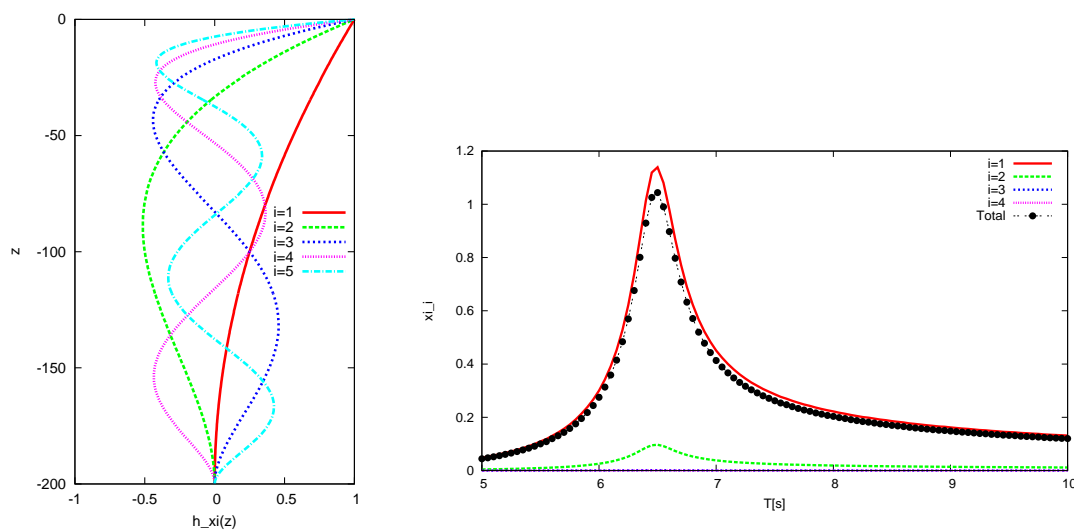 0
-50
-100
-150
-200
-1
-0.5
0
0.5
1
z
h_xi(z)
i=1
i=2
i=3
i=4
i=5
1.2
1
0.8
0.6
0.4
0.2
0
5
6
7
8
9
10
xi_i
T[s]
i=1
i=2
i=3
i=4
Total